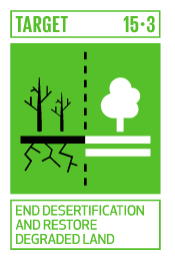 TARGET 15·3
END DESERTIFICATION
AND RESTORE
DEGRADED LAND